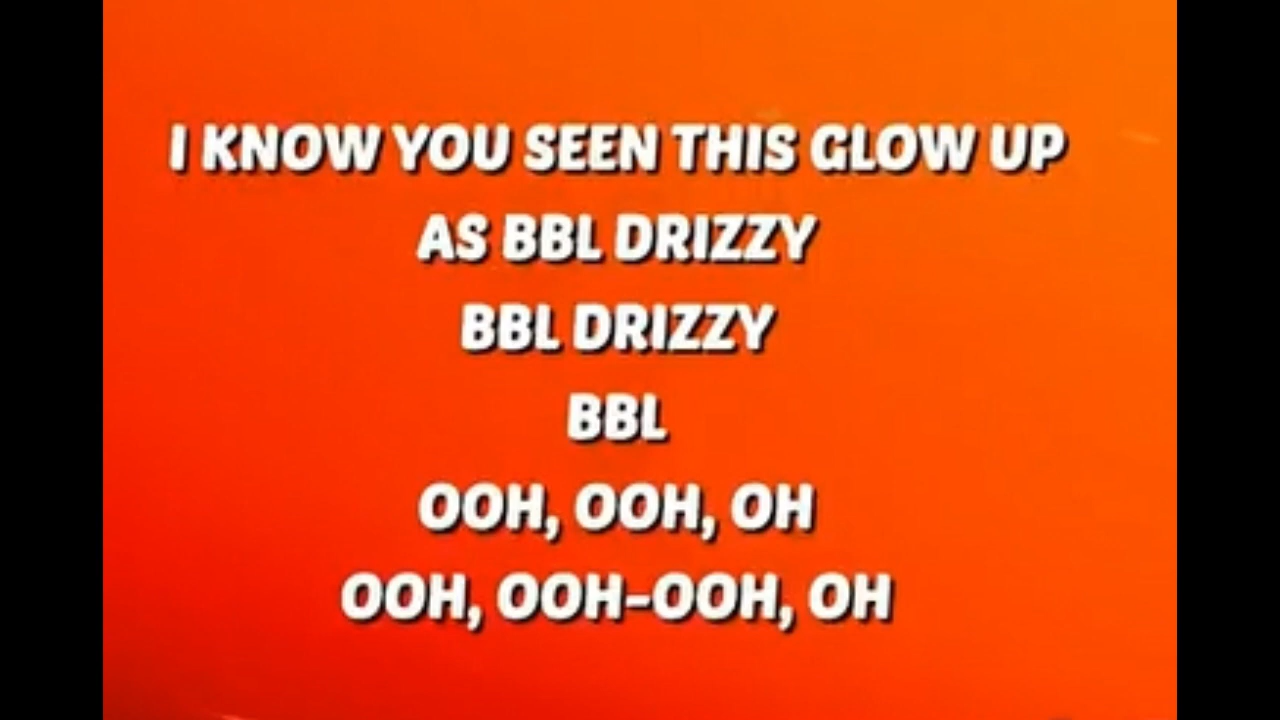 I KNOW YOU SEEN THIS GLOW UP
AS BBL DRIZZY
BBL DRIZZY
BBL
OOH, OOH, OH
OOH, OOH-OOH, OH